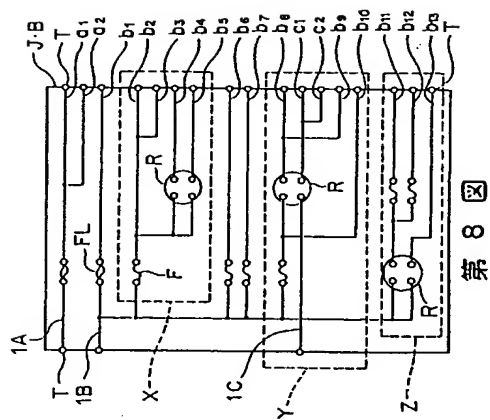 J·B
T
a1
a2
b1
b2
b3
b4
b5
b6
b7
b8
c1
c2
b9
b10
b11
b12
b13
T
1A
FL
R
F
R
R
T
1B
X
1C
Y
Z
第8図